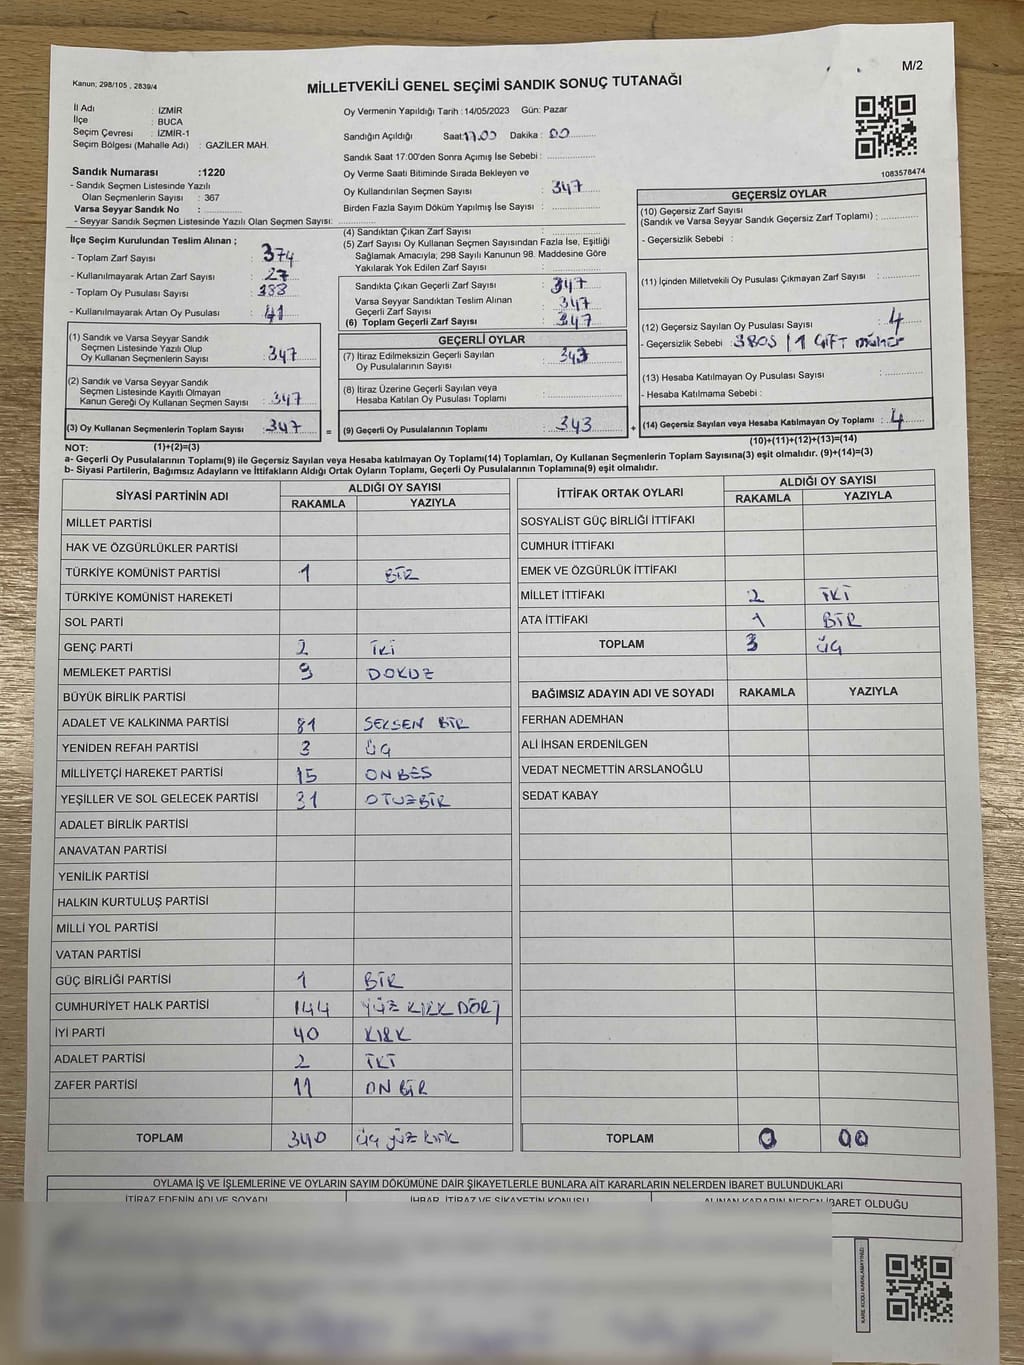 M/2
Kanun; 298/105 , 2839/4
MİLLETVEKİLİ GENEL SEÇİMİ SANDIK SONUÇ TUTANAĞI
İl Adı : İZMİR
İlçe : BUCA
Seçim Çevresi : İZMİR-1
Seçim Bölgesi (Mahalle Adı) : GAZİLER MAH.
Sandık Numarası :1220
- Sandık Seçmen Listesinde Yazılı
Olan Seçmenlerin Sayısı : 367
Varsa Seyyar Sandık No :
- Seyyar Sandık Seçmen Listesinde Yazılı Olan Seçmen Sayısı:
Oy Vermenin Yapıldığı Tarih :14/05/2023 Gün: Pazar
Sandığın Açıldığı Saat: 17.00 Dakika : 00
Sandık Saat 17:00'den Sonra Açımış İse Sebebi :
Oy Verme Saati Bitiminde Sırada Bekleyen ve
Oy Kullandırılan Seçmen Sayısı : 347
Birden Fazla Sayım Döküm Yapılmış İse Sayısı :
1083578474
İlçe Seçim Kurulundan Teslim Alınan ;
- Toplam Zarf Sayısı : 374
- Kullanılmayarak Artan Zarf Sayısı : 27
- Toplam Oy Pusulası Sayısı : 383
- Kullanılmayarak Artan Oy Pusulası : 41
(1) Sandık ve Varsa Seyyar Sandık
Seçmen Listesinde Yazılı Olup
Oy Kullanan Seçmenlerin Sayısı : 347
(2) Sandık ve Varsa Seyyar Sandık
Seçmen Listesinde Kayıtlı Olmayan
Kanun Gereği Oy Kullanan Seçmen Sayısı : 347
(3) Oy Kullanan Seçmenlerin Toplam Sayısı : 347 =
(4) Sandıktan Çıkan Zarf Sayısı :
(5) Zarf Sayısı Oy Kullanan Seçmen Sayısından Fazla İse, Eşitliği
Sağlamak Amacıyla; 298 Sayılı Kanunun 98. Maddesine Göre
Yakılarak Yok Edilen Zarf Sayısı :
Sandıkta Çıkan Geçerli Zarf Sayısı : 347
Varsa Seyyar Sandıktan Teslim Alınan
Geçerli Zarf Sayısı : 347
(6) Toplam Geçerli Zarf Sayısı : 347
GEÇERLİ OYLAR
(7) İtiraz Edilmeksizin Geçerli Sayılan
Oy Pusulalarının Sayısı : 343
(8) İtiraz Üzerine Geçerli Sayılan veya
Hesaba Katılan Oy Pusulası Toplamı :
(9) Geçerli Oy Pusulalarının Toplamı : 343 +
GEÇERSİZ OYLAR
(10) Geçersiz Zarf Sayısı
(Sandık ve Varsa Seyyar Sandık Geçersiz Zarf Toplamı) :
- Geçersizlik Sebebi :
(11) İçinden Milletvekili Oy Pusulası Çıkmayan Zarf Sayısı :
(12) Geçersiz Sayılan Oy Pusulası Sayısı : 4
- Geçersizlik Sebebi : 3 BOŞ / 1 ÇİFT mühür
(13) Hesaba Katılmayan Oy Pusulası Sayısı :
- Hesaba Katılmama Sebebi :
(14) Geçersiz Sayılan veya Hesaba Katılmayan Oy Toplamı : 4
(10)+(11)+(12)+(13)=(14)
NOT: (1)+(2)=(3)
a- Geçerli Oy Pusulalarının Toplamı(9) ile Geçersiz Sayılan veya Hesaba katılmayan Oy Toplamı(14) Toplamları, Oy Kullanan Seçmenlerin Toplam Sayısına(3) eşit olmalıdır. (9)+(14)=(3)
b- Siyasi Partilerin, Bağımsız Adayların ve İttifakların Aldığı Ortak Oyların Toplamı, Geçerli Oy Pusulalarının Toplamına(9) eşit olmalıdır.
SİYASİ PARTİNİN ADI ALDIĞI OY SAYISI
RAKAMLA YAZIYLA
MİLLET PARTİSİ
HAK VE ÖZGÜRLÜKLER PARTİSİ
TÜRKİYE KOMÜNİST PARTİSİ 1 BİR
TÜRKİYE KOMÜNİST HAREKETİ
SOL PARTİ
GENÇ PARTİ 2 İKİ
MEMLEKET PARTİSİ 9 DOKUZ
BÜYÜK BİRLİK PARTİSİ
ADALET VE KALKINMA PARTİSİ 81 SEKSEN BİR
YENİDEN REFAH PARTİSİ 3 ÜÇ
MİLLİYETÇİ HAREKET PARTİSİ 15 ONBEŞ
YEŞİLLER VE SOL GELECEK PARTİSİ 31 OTUZBİR
ADALET BİRLİK PARTİSİ
ANAVATAN PARTİSİ
YENİLİK PARTİSİ
HALKIN KURTULUŞ PARTİSİ
MİLLİ YOL PARTİSİ
VATAN PARTİSİ
GÜÇ BİRLİĞİ PARTİSİ 1 BİR
CUMHURİYET HALK PARTİSİ 144 YÜZ KIRK DÖRT
İYİ PARTİ 40 KIRK
ADALET PARTİSİ 2 İKİ
ZAFER PARTİSİ 11 ON BİR
TOPLAM 340 Üç yüz kırk
İTTİFAK ORTAK OYLARI ALDIĞI OY SAYISI
RAKAMLA YAZIYLA
SOSYALİST GÜÇ BİRLİĞİ İTTİFAKI
CUMHUR İTTİFAKI
EMEK VE ÖZGÜRLÜK İTTİFAKI
MİLLET İTTİFAKI 2 İKİ
ATA İTTİFAKI 1 BİR
TOPLAM 3 ÜÇ
BAĞIMSIZ ADAYIN ADI VE SOYADI RAKAMLA YAZIYLA
FERHAN ADEMHAN
ALİ İHSAN ERDENİLGEN
VEDAT NECMETTİN ARSLANOĞLU
SEDAT KABAY
TOPLAM 0 00
OYLAMA İŞ VE İŞLEMLERİNE VE OYLARIN SAYIM DÖKÜMÜNE DAİR ŞİKAYETLERLE BUNLARA AİT KARARLARIN NELERDEN İBARET BULUNDUKLARI
İTİRAZ EDENİN ADI VE SOYADI İHBAR, İTİRAZ VE ŞİKAYETİN KONUSU ALINAN KARARIN NEDEN İBARET OLDUĞU
KARE KODU KARALAMAYINIZ!